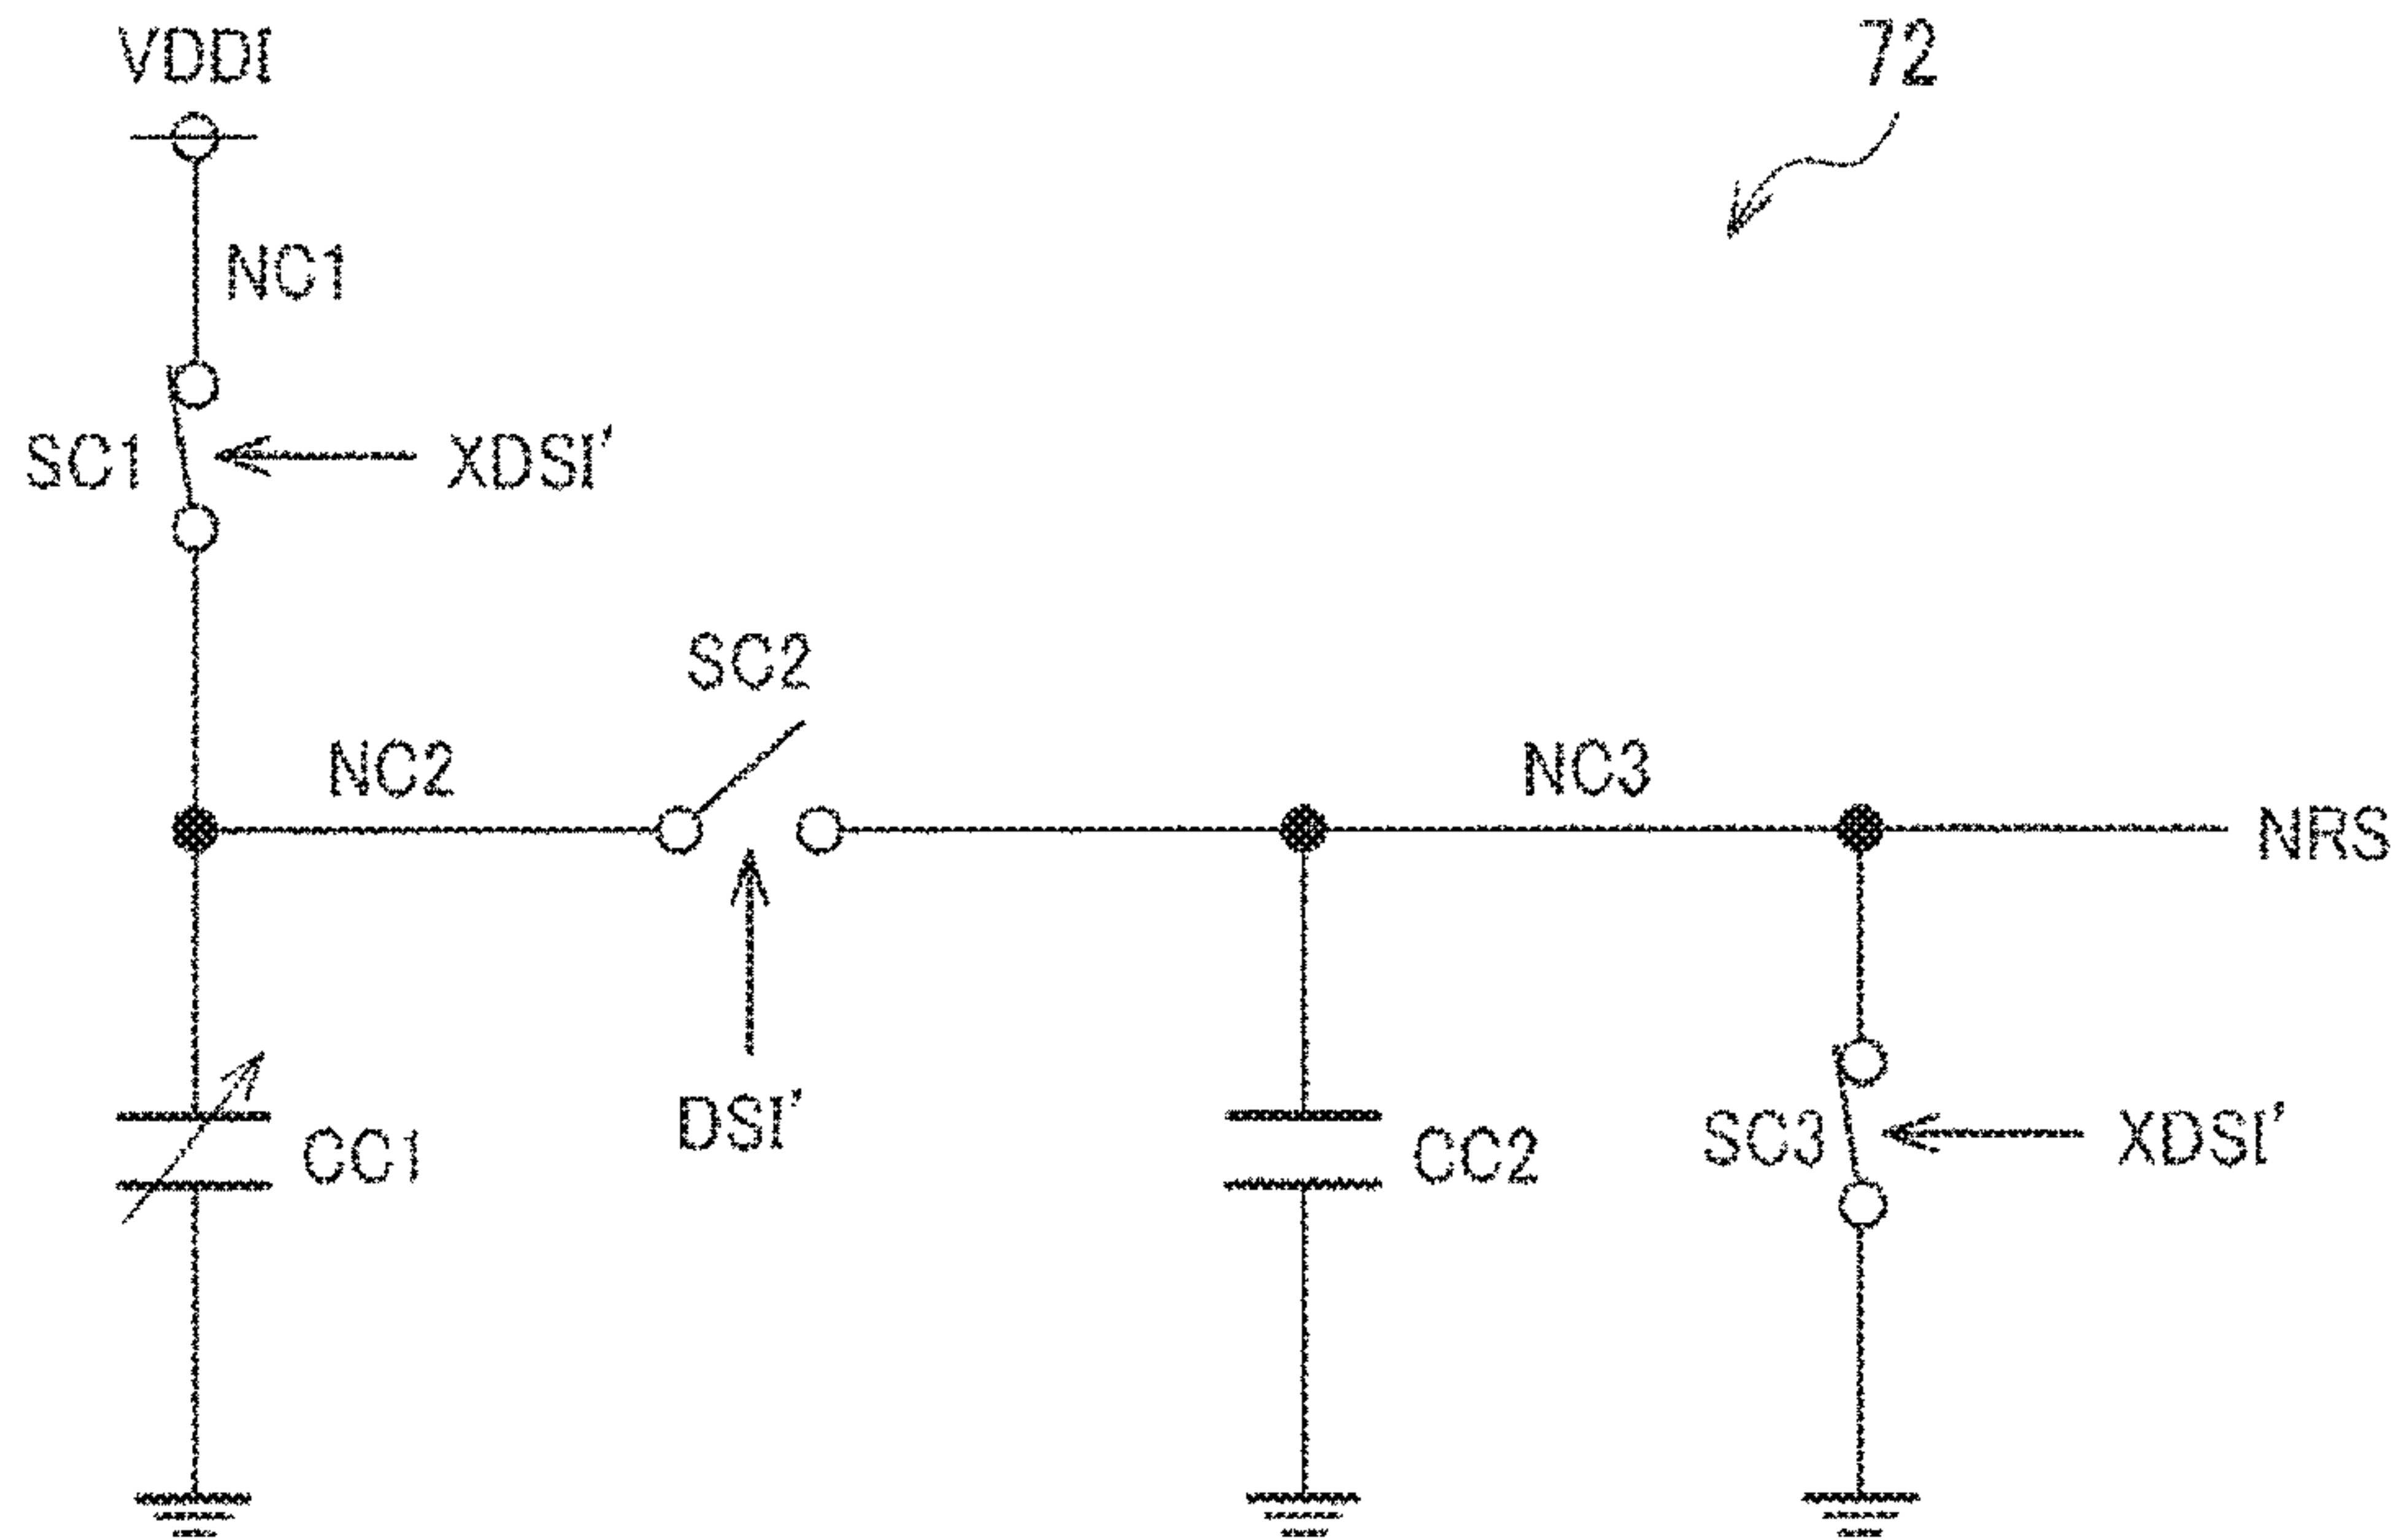 VDDI
72
NC1
SC1
XDSI'
SC2
NC2
NC3
NRS
DSI'
CC1
CC2
SC3
XDSI'